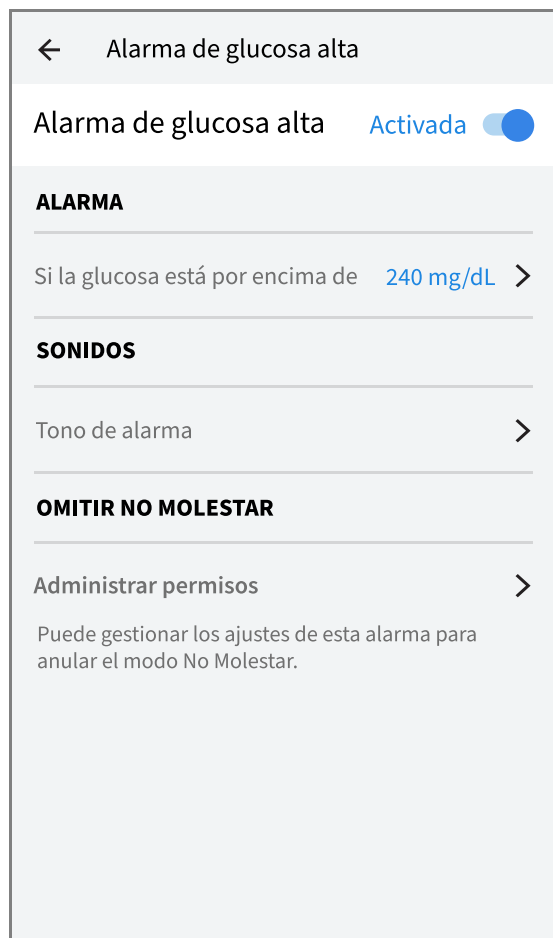 Alarma de glucosa alta
Alarma de glucosa alta Activada
ALARMA
Si la glucosa está por encima de 240 mg/dL
SONIDOS
Tono de alarma
OMITIR NO MOLESTAR
Administrar permisos
Puede gestionar los ajustes de esta alarma para
anular el modo No Molestar.